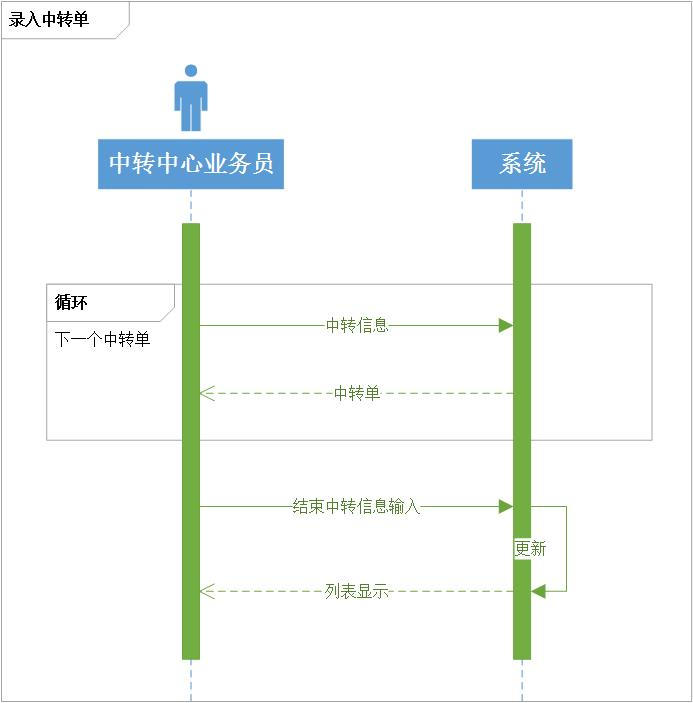 录入中转单
中转中心业务员
系统
循环
下一个中转单
中转信息
中转单
结束中转信息输入
更新
列表显示